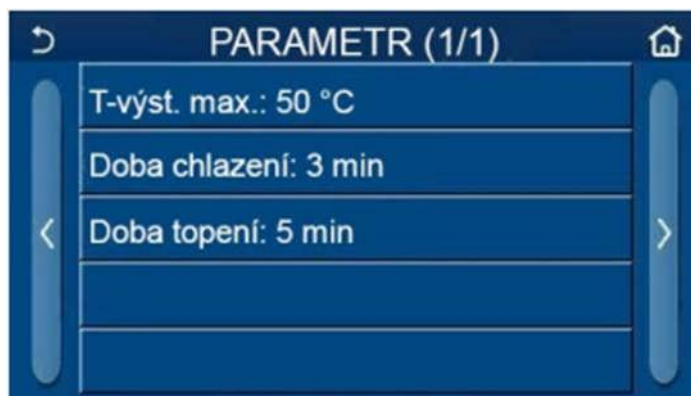 PARAMETR (1/1)
T-výst. max.: 50 °C
Doba chlazení: 3 min
Doba topení: 5 min